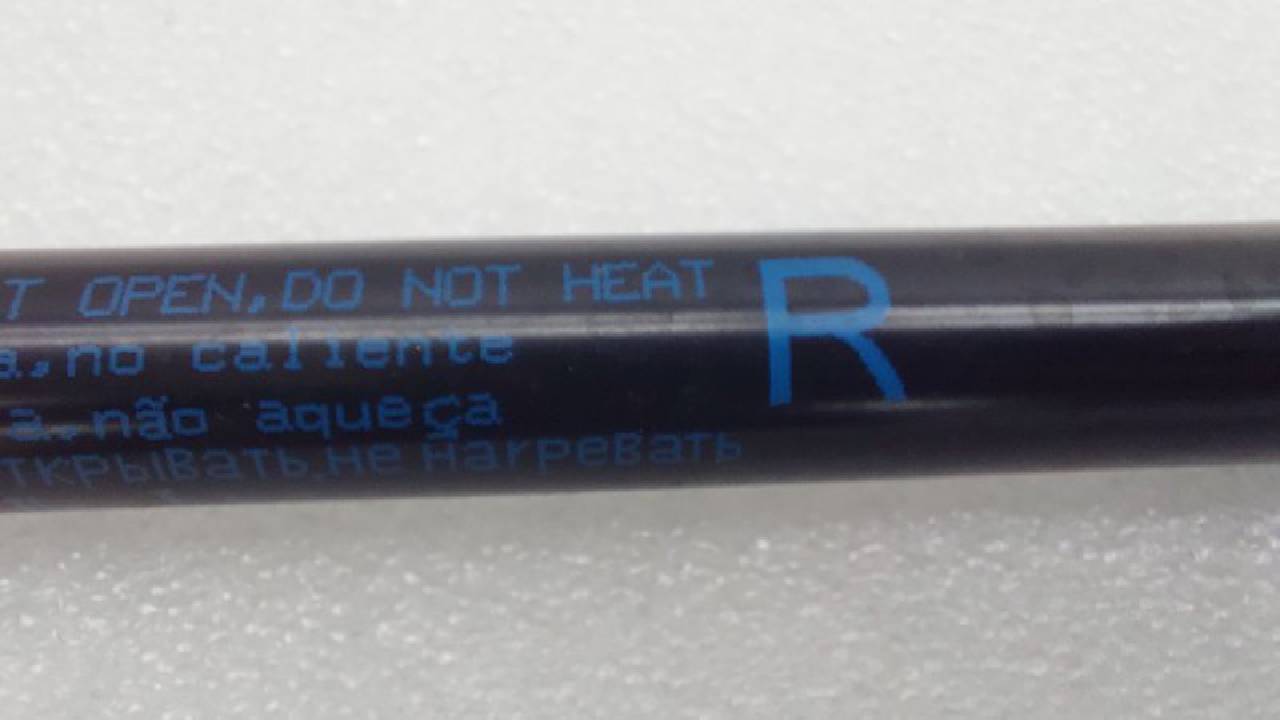 T OPEN,DO NOT HEAT R
a,no caliente
a,não aqueça
ткрывать,не нагревать